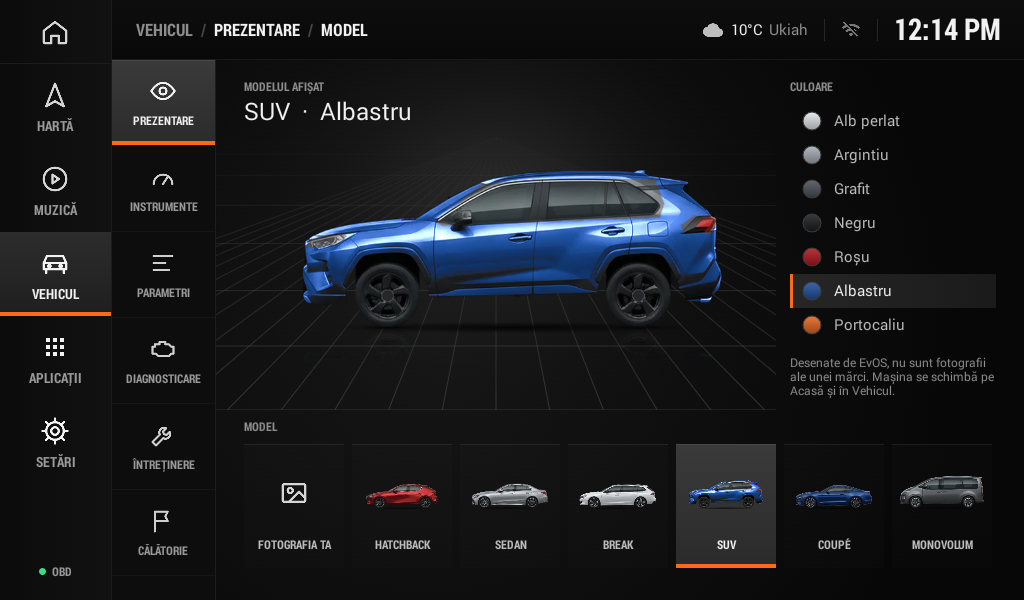 VEHICUL / PREZENTARE / MODEL
10°C Ukiah
12:14 PM
HARTĂ
MUZICĂ
VEHICUL
APLICAȚII
SETĂRI
OBD
PREZENTARE
INSTRUMENTE
PARAMETRI
DIAGNOSTICARE
ÎNTREȚINERE
CĂLĂTORIE
MODELUL AFIȘAT
SUV · Albastru
CULOARE
Alb perlat
Argintiu
Grafit
Negru
Roșu
Albastru
Portocaliu
Desenate de EvOS, nu sunt fotografii
ale unei mărci. Mașina se schimbă pe
Acasă și în Vehicul.
MODEL
FOTOGRAFIA TA
HATCHBACK
SEDAN
BREAK
SUV
COUPÉ
MONOVOLUM